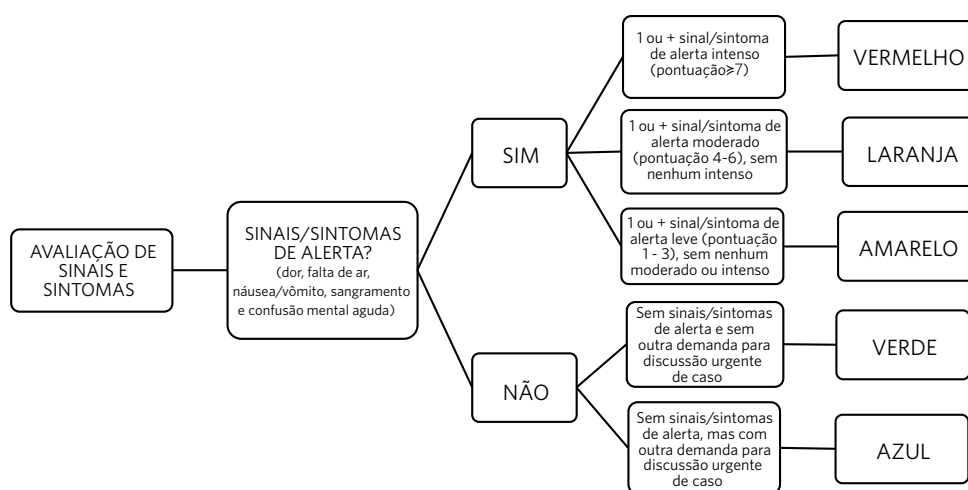 AVALIAÇÃO DE
SINAIS E
SINTOMAS
SINAIS/SINTOMAS
DE ALERTA?
(dor, falta de ar,
náusea/vômito, sangramento
e confusão mental aguda)
SIM
1 ou + sinal/sintoma
de alerta intenso
(pontuação≥7)
VERMELHO
1 ou + sinal/sintoma de
alerta moderado
(pontuação 4-6), sem
nenhum intenso
LARANJA
1 ou + sinal/sintoma de
alerta leve (pontuação
1 - 3), sem nenhum
moderado ou intenso
AMARELO
NÃO
Sem sinais/sintomas
de alerta e sem
outra demanda para
discussão urgente
de caso
VERDE
Sem sinais/sintomas
de alerta, mas com
outra demanda para
discussão urgente
de caso
AZUL